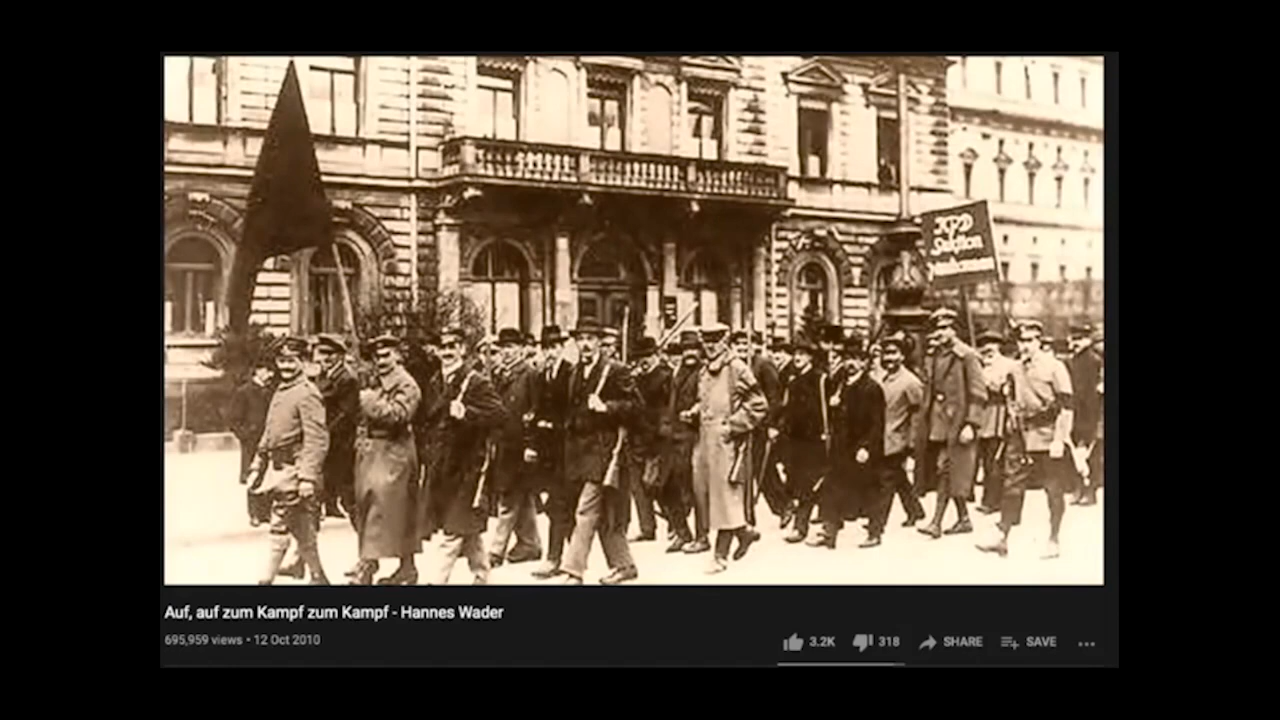 KPD
Sektion
Auf, auf zum Kampf zum Kampf - Hannes Wader
695,959 views • 12 Oct 2010
3.2K 318 SHARE SAVE